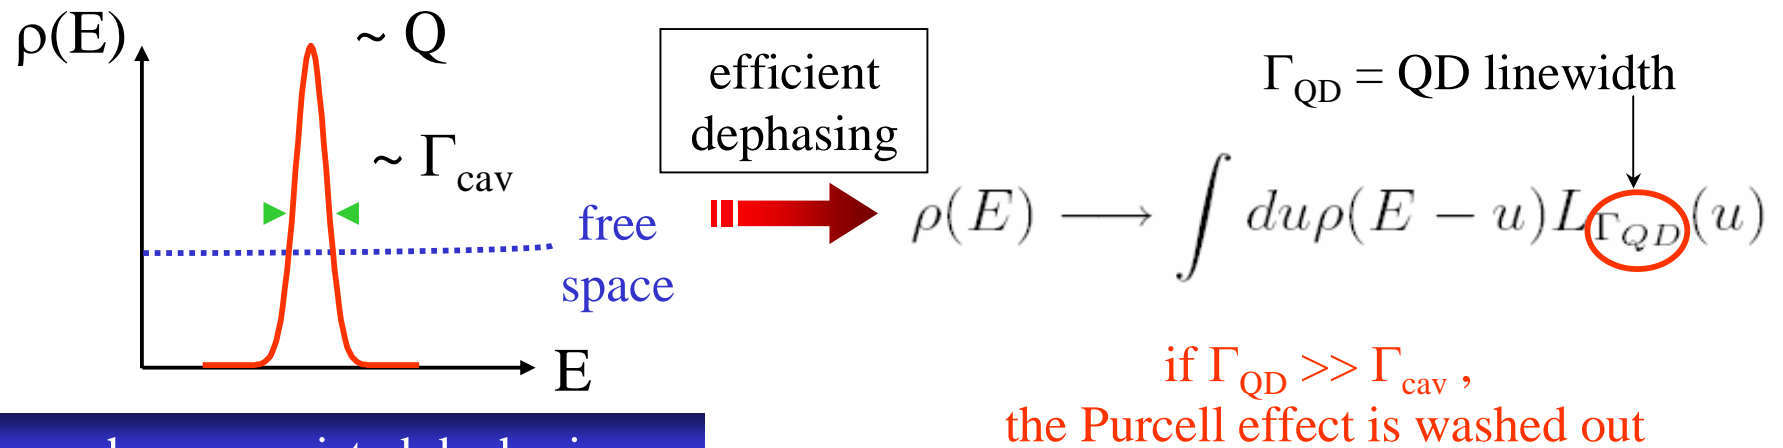 ρ(E)
~ Q
~ Γcav
free
space
E
efficient
dephasing
ΓQD = QD linewidth
ρ(E) ⟶ ∫ duρ(E − u)LΓQD(u)
if ΓQD >> Γcav ,
the Purcell effect is washed out